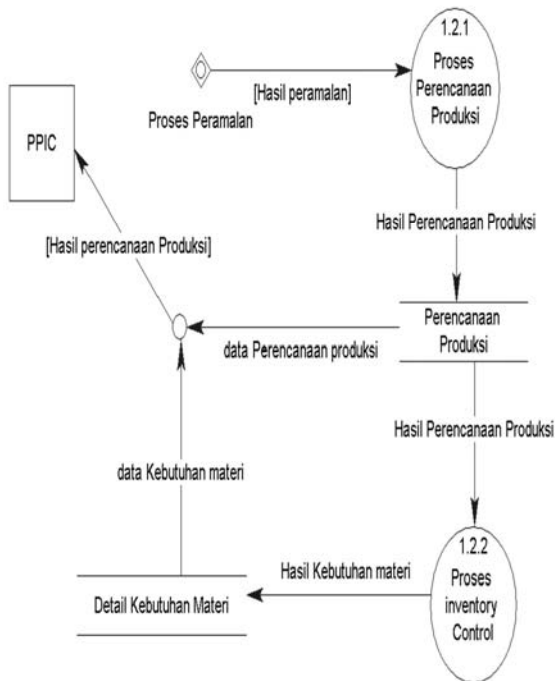 1.2.1
Proses
Perencanaan
Produksi
[Hasil peramalan]
Proses Peramalan
PPIC
Hasil Perencanaan Produksi
[Hasil perencanaan Produksi]
Perencanaan
Produksi
data Perencanaan produksi
Hasil Perencanaan Produksi
data Kebutuhan materi
1.2.2
Proses
inventory
Control
Hasil Kebutuhan materi
Detail Kebutuhan Materi